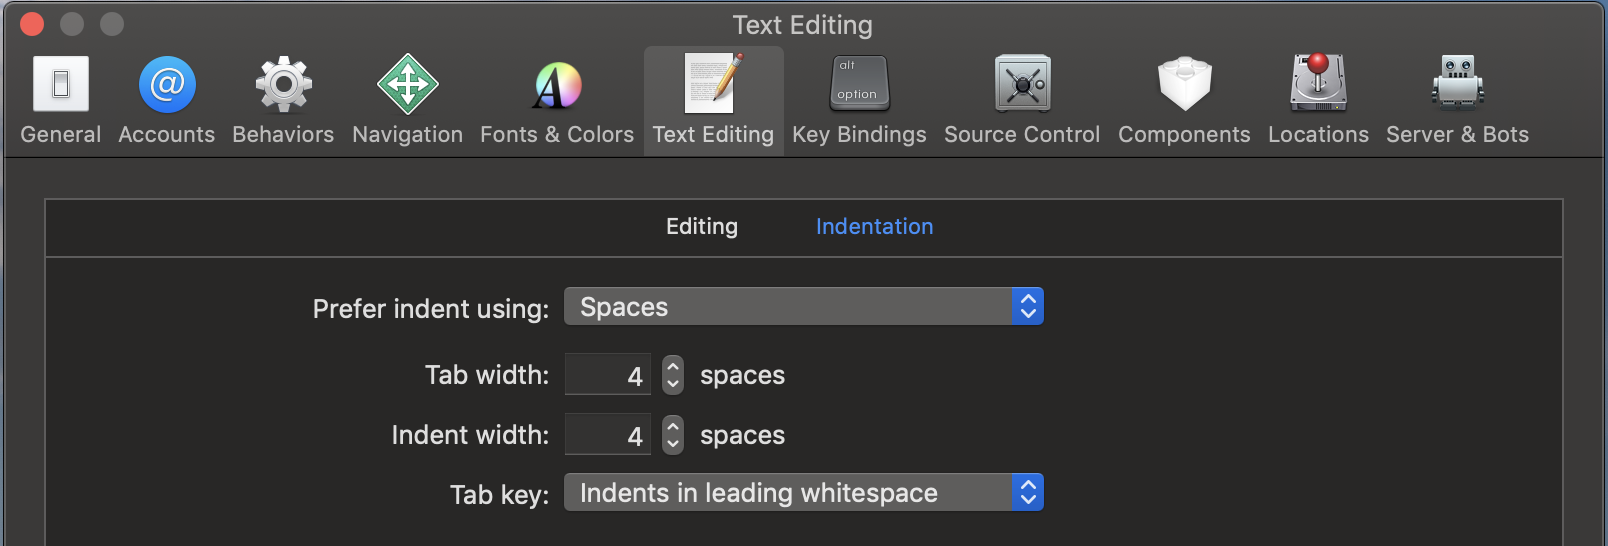 Text Editing
alt
option
General Accounts Behaviors Navigation Fonts & Colors Text Editing Key Bindings Source Control Components Locations Server & Bots
Editing Indentation
Prefer indent using: Spaces
Tab width: 4 spaces
Indent width: 4 spaces
Tab key: Indents in leading whitespace